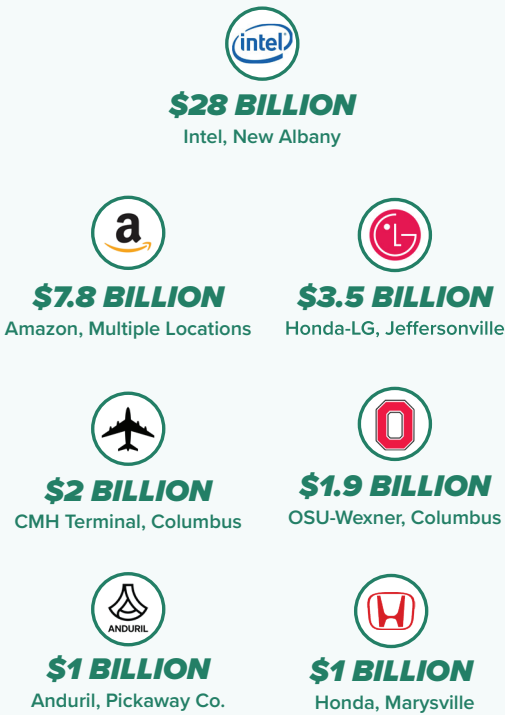 intel
$28 BILLION
Intel, New Albany
a
$7.8 BILLION
Amazon, Multiple Locations
LG
$3.5 BILLION
Honda-LG, Jeffersonville
$2 BILLION
CMH Terminal, Columbus
O
$1.9 BILLION
OSU-Wexner, Columbus
ANDURIL
$1 BILLION
Anduril, Pickaway Co.
H
$1 BILLION
Honda, Marysville